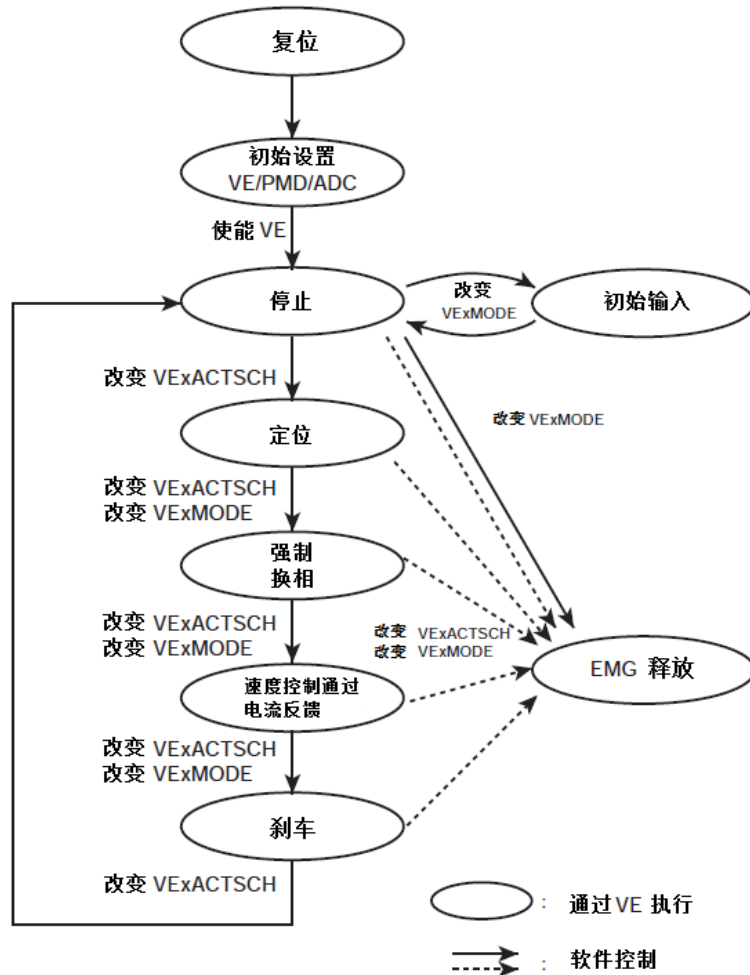 复位
初始设置
VE/PMD/ADC
使能 VE
停止
改变
VExMODE
初始输入
改变 VExACTSCH
改变 VExMODE
定位
改变 VExACTSCH
改变 VExMODE
强制
换相
改变 VExACTSCH
改变 VExMODE
改变 VExACTSCH
改变 VExMODE
EMG 释放
速度控制通过
电流反馈
改变 VExACTSCH
改变 VExMODE
刹车
改变 VExACTSCH
: 通过 VE 执行
: 软件控制